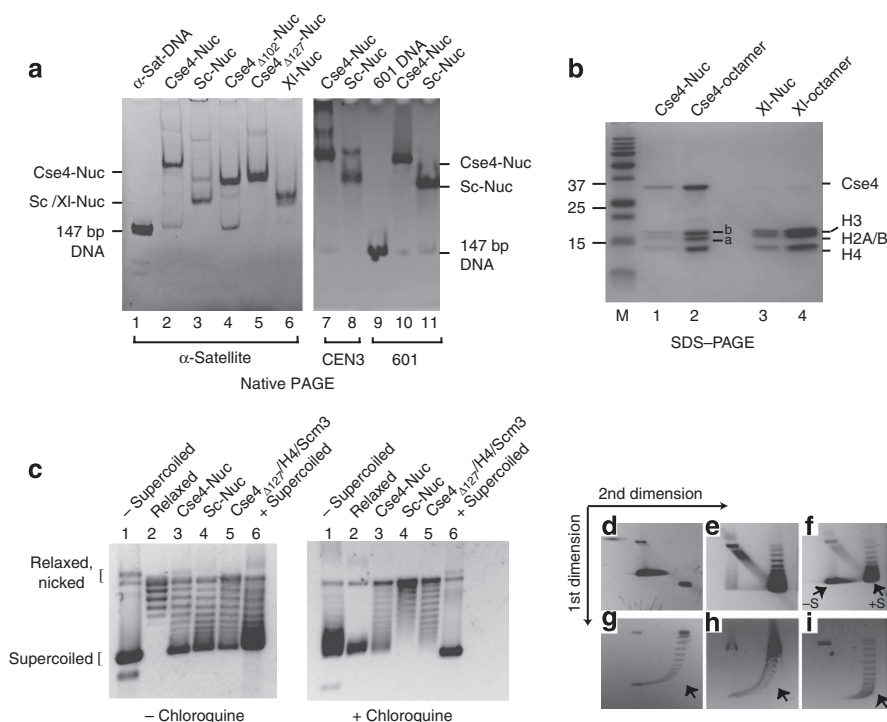 a
α-Sat-DNA
Cse4-Nuc
Sc-Nuc
Cse4Δ102-Nuc
Cse4Δ127-Nuc
Xl-Nuc
Cse4-Nuc
Sc-Nuc
601 DNA
Cse4-Nuc
Sc-Nuc
Cse4-Nuc
Sc /Xl-Nuc
147 bp
DNA
Cse4-Nuc
Sc-Nuc
147 bp
DNA
1 2 3 4 5 6 7 8 9 10 11
α-Satellite CEN3 601
Native PAGE
b
Cse4-Nuc
Cse4-octamer
Xl-Nuc
Xl-octamer
37
25
15
b
a
Cse4
H3
H2A/B
H4
M 1 2 3 4
SDS–PAGE
c
– Supercoiled
Relaxed
Cse4-Nuc
Sc-Nuc
Cse4Δ127/H4/Scm3
+ Supercoiled
1 2 3 4 5 6
Relaxed,
nicked
Supercoiled
– Chloroquine
– Supercoiled
Relaxed
Cse4-Nuc
Sc-Nuc
Cse4Δ127/H4/Scm3
+ Supercoiled
1 2 3 4 5 6
+ Chloroquine
2nd dimension
1st dimension
d e f
–S +S
g h i